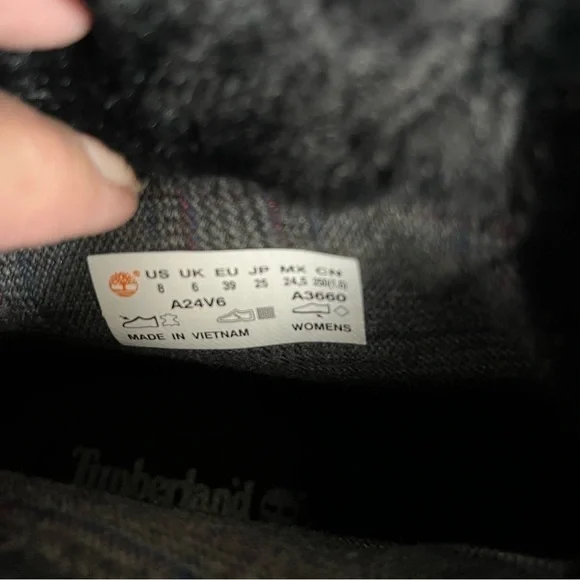 US UK EU JP MX CN
8 6 39 25 24,5 250(1.5)
A24V6 A3660
MADE IN VIETNAM WOMENS
Timberland